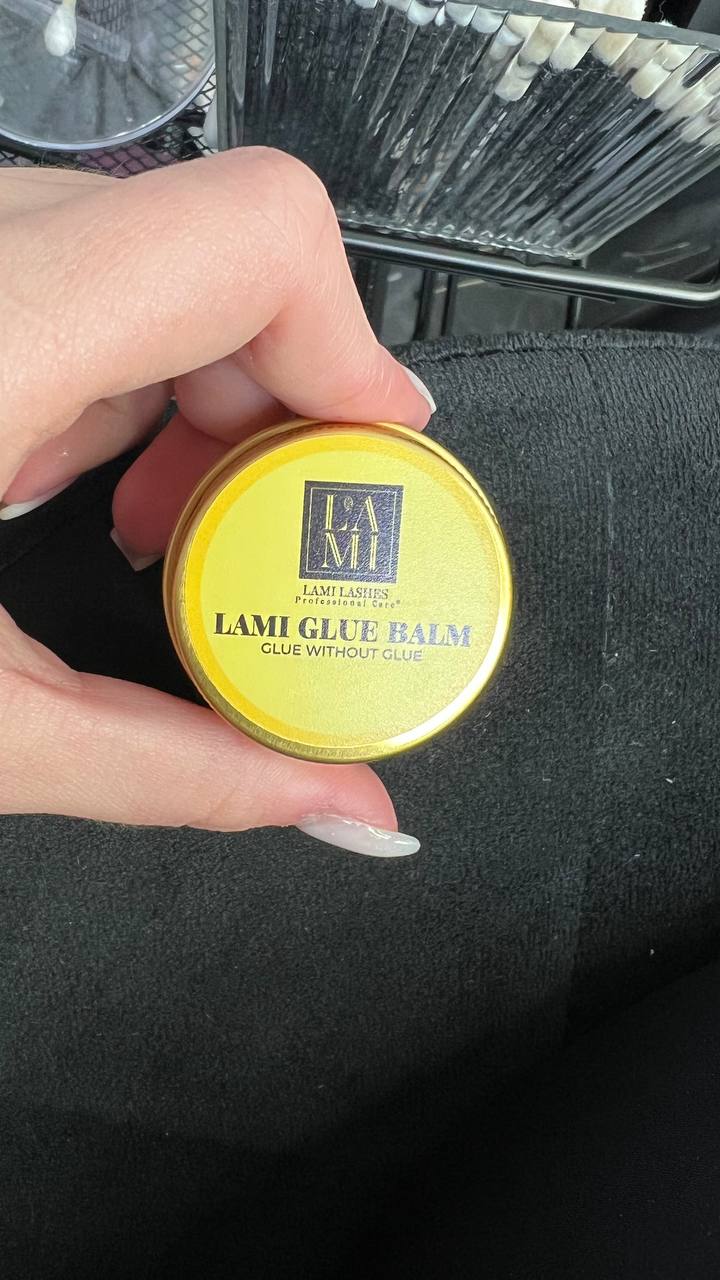 LA
MI
LAMI LASHES
Professional Care®
LAMI GLUE BALM
GLUE WITHOUT GLUE